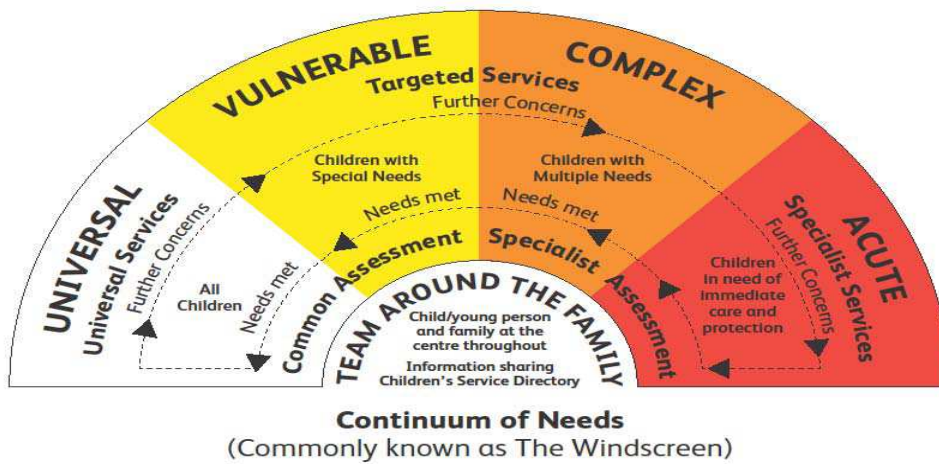 UNIVERSAL
Universal Services
Further Concerns
All
Children
Needs met
VULNERABLE
Targeted Services
Further Concerns
Children with
Special Needs
Needs met
Common Assessment
COMPLEX
Children with
Multiple Needs
Needs met
Specialist Assessment
ACUTE
Specialist Services
Further Concerns
Children
in need of
immediate
care and
protection
TEAM AROUND THE FAMILY
Child/young person
and family at the
centre throughout
Information sharing
Children's Service Directory
Continuum of Needs
(Commonly known as The Windscreen)